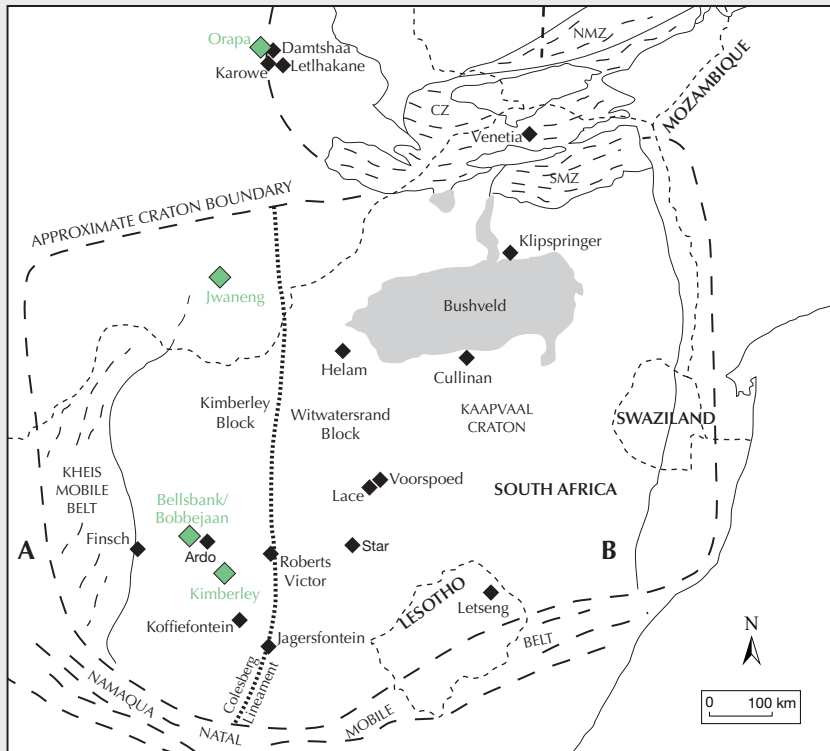 NMZ
Orapa
Damtshaa
Karowe
Letlhakane
CZ
MOZAMBIQUE
Venetia
SMZ
APPROXIMATE CRATON BOUNDARY
Klipspringer
Jwaneng
Bushveld
Helam
Cullinan
Kimberley
Block
Witwatersrand
Block
KAAPVAAL
CRATON
SWAZILAND
KHEIS
MOBILE
BELT
Voorspoed
Lace
SOUTH AFRICA
Bellsbank/
Bobbejaan
Finsch
A
Ardo
Roberts
Victor
Star
B
Kimberley
LESOTHO
Letseng
Koffiefontein
Jagersfontein
BELT
N
Colesberg
Lineament
NAMAQUA
NATAL
MOBILE
0 100 km